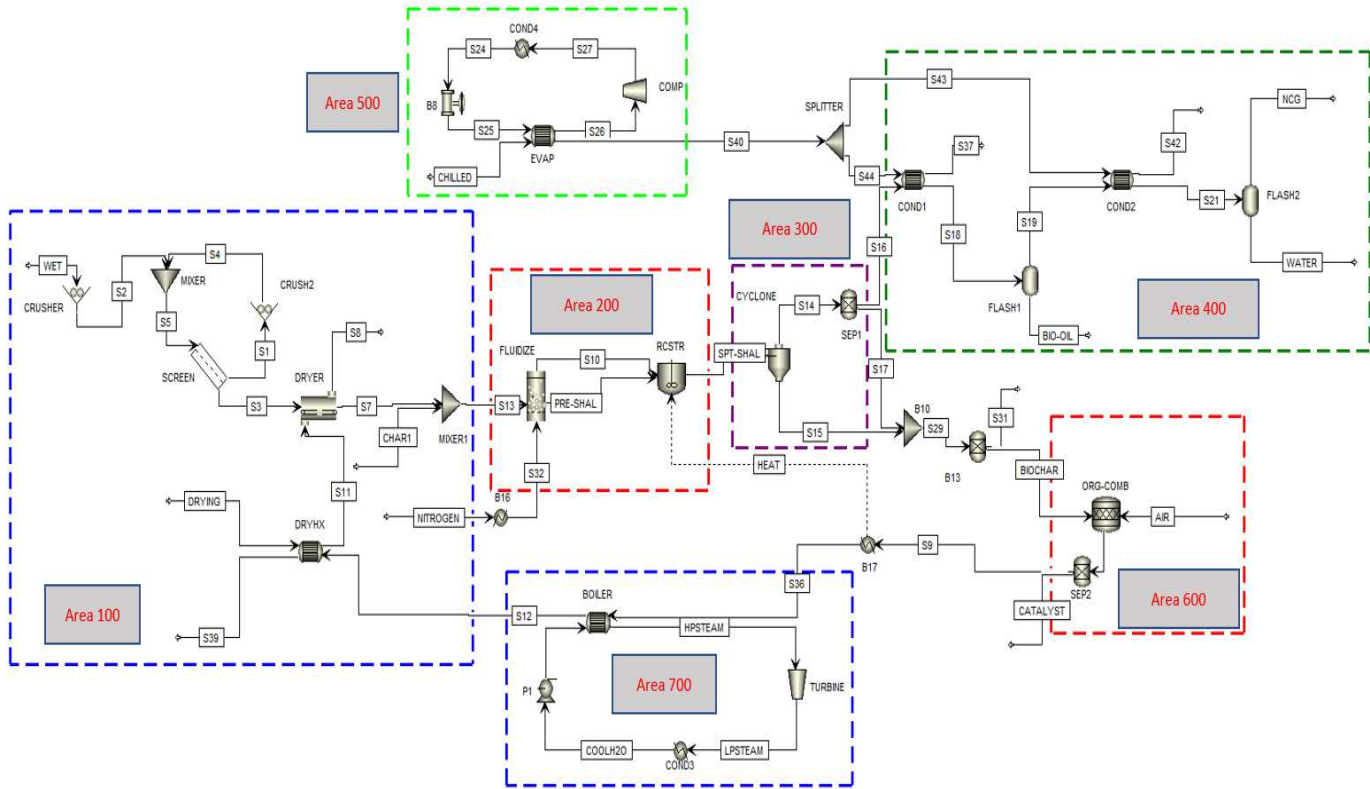 COND4
S24
S27
Area 500
B8
COMP
S25
S26
EVAP
CHILLED
S40
SPLITTER
S43
S44
S37
COND1
S42
NCG
COND2
S21
FLASH2
S16
S18
S19
FLASH1
WATER
BIO-OIL
Area 400
Area 300
WET
CRUSHER
S2
MIXER
S4
CRUSH2
S5
S1
SCREEN
S3
S8
DRYER
S7
CHAR1
MIXER1
S11
DRYING
DRYHX
S39
Area 100
Area 200
FLUIDIZE
S10
RCSTR
S13
PRE-SHAL
S32
NITROGEN
B16
HEAT
CYCLONE
S14
SEP1
SPT-SHAL
S17
S15
B10
S29
S31
B13
BIOCHAR
ORG-COMB
AIR
SEP2
CATALYST
Area 600
S9
B17
S36
S12
BOILER
HPSTEAM
P1
Area 700
TURBINE
COOLH2O
COND3
LPSTEAM